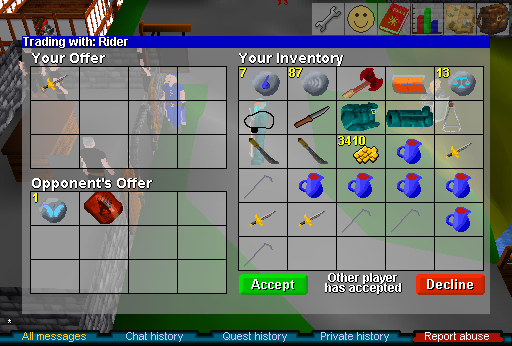 Trading with: Rider
Your Offer
Your Inventory
7
87
13
3410
Opponent's Offer
1
Accept
Other player
has accepted
Decline
*
All messages
Chat history
Quest history
Private history
Report abuse